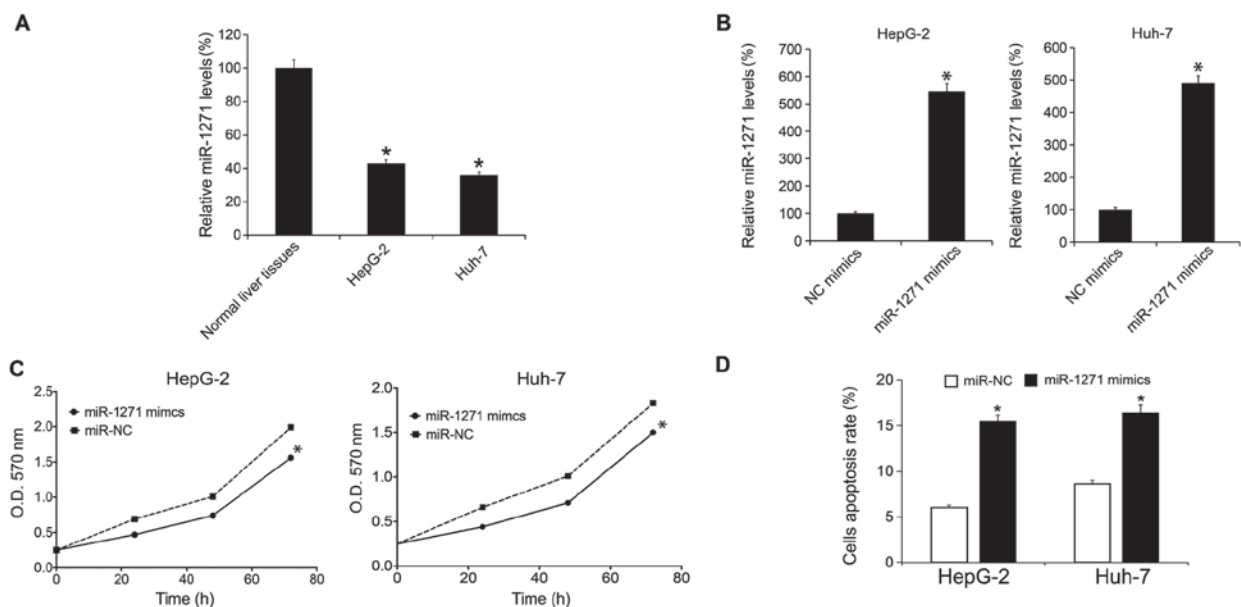 A
Relative miR-1271 levels (%)
120
100
80
60
40
20
0
*
*
Normal liver tissues
HepG-2
Huh-7
B
HepG-2
Relative miR-1271 levels (%)
700
600
500
400
300
200
100
0
*
NC mimics
miR-1271 mimics
Huh-7
Relative miR-1271 levels (%)
600
500
400
300
200
100
0
*
NC mimics
miR-1271 mimics
C
HepG-2
O.D. 570 nm
2.5
2.0
1.5
1.0
0.5
0.0
miR-1271 mimcs
miR-NC
*
0
20
40
60
80
Time (h)
Huh-7
O.D. 570 nm
2.0
1.5
1.0
0.5
0.0
miR-1271 mimcs
miR-NC
*
0
20
40
60
80
Time (h)
D
Cells apoptosis rate (%)
20
15
10
5
0
miR-NC
miR-1271 mimics
*
*
HepG-2
Huh-7